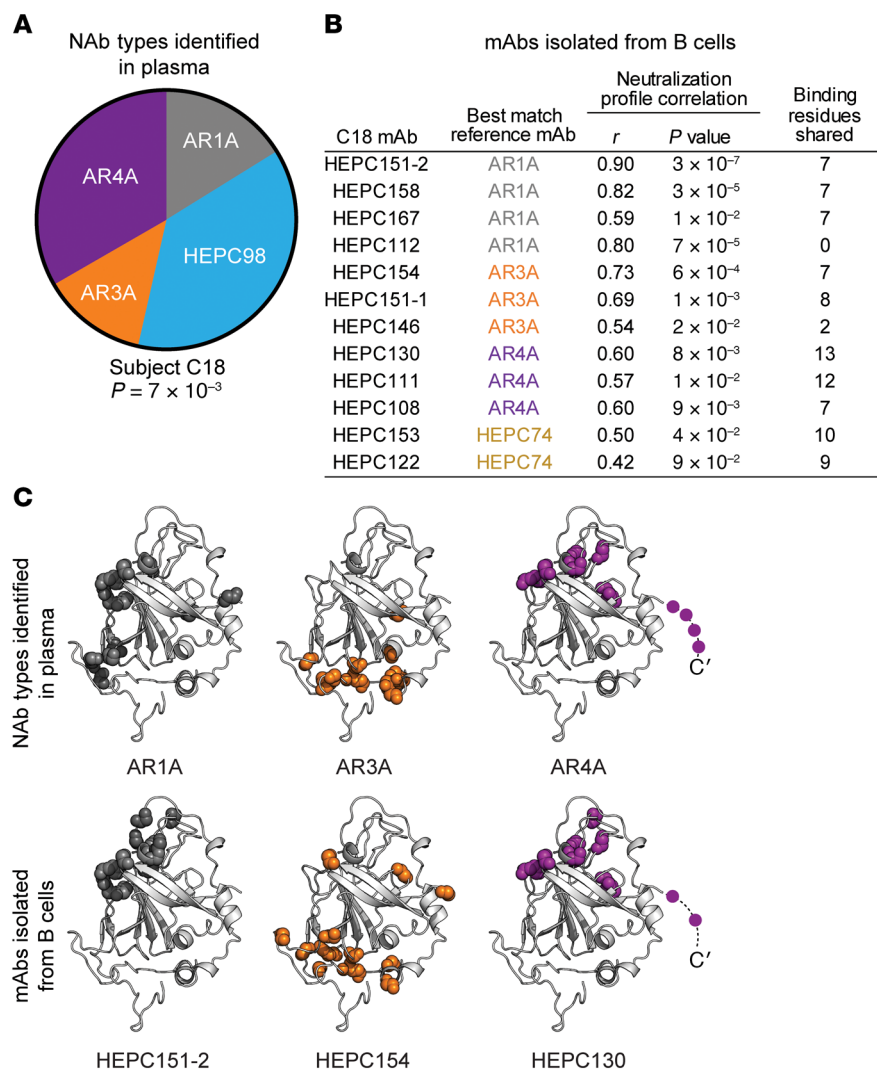 A
NAb types identified
in plasma
AR1A
AR4A
HEPC98
AR3A
Subject C18
P = 7 × 10⁻³
B
mAbs isolated from B cells
Neutralization
profile correlation
Best match
reference mAb
Binding
residues
shared
C18 mAb r P value
HEPC151-2 AR1A 0.90 3 × 10⁻⁷ 7
HEPC158 AR1A 0.82 3 × 10⁻⁵ 7
HEPC167 AR1A 0.59 1 × 10⁻² 7
HEPC112 AR1A 0.80 7 × 10⁻⁵ 0
HEPC154 AR3A 0.73 6 × 10⁻⁴ 7
HEPC151-1 AR3A 0.69 1 × 10⁻³ 8
HEPC146 AR3A 0.54 2 × 10⁻² 2
HEPC130 AR4A 0.60 8 × 10⁻³ 13
HEPC111 AR4A 0.57 1 × 10⁻² 12
HEPC108 AR4A 0.60 9 × 10⁻³ 7
HEPC153 HEPC74 0.50 4 × 10⁻² 10
HEPC122 HEPC74 0.42 9 × 10⁻² 9
C
NAb types identified
in plasma
C′
AR1A AR3A AR4A
mAbs isolated
from B cells
C′
HEPC151-2 HEPC154 HEPC130